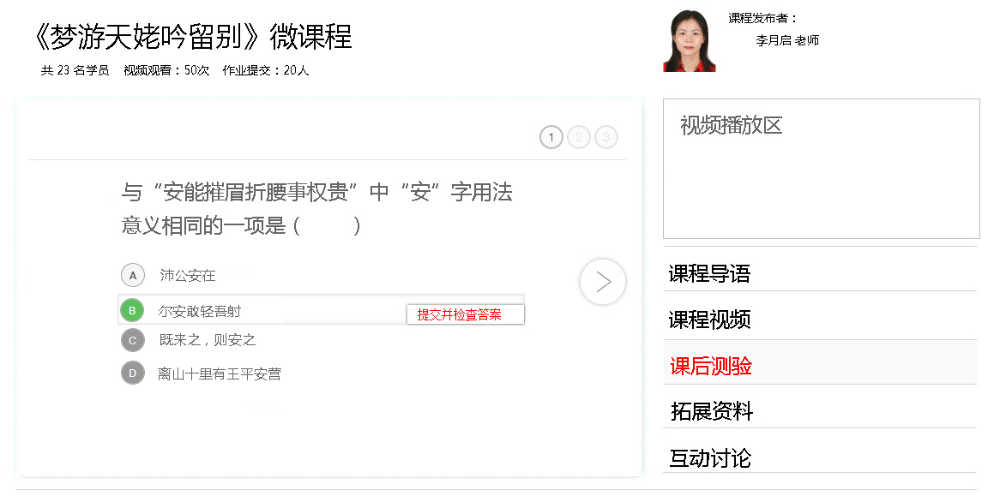 《梦游天姥吟留别》微课程
共 23 名学员 视频观看：50次 作业提交：20人
课程发布者：
李月启 老师
1 2 3
与“安能摧眉折腰事权贵”中“安”字用法
意义相同的一项是（ ）
A 沛公安在
B 尔安敢轻吾射
提交并检查答案
C 既来之，则安之
D 离山十里有王平安营
视频播放区
课程导语
课程视频
课后测验
拓展资料
互动讨论